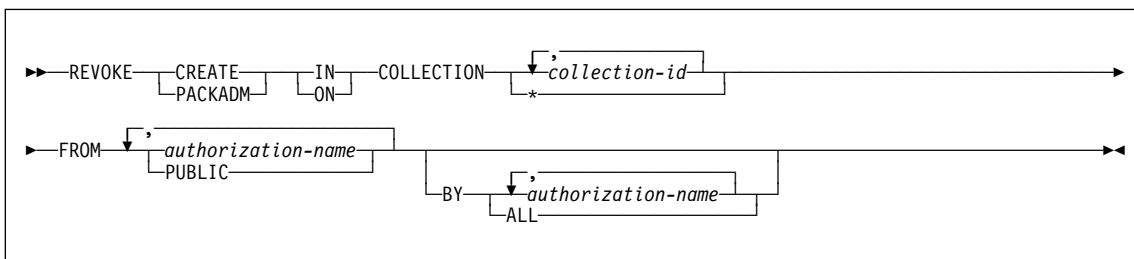 ,
REVOKE CREATE IN COLLECTION collection-id
PACKADM ON *
,
FROM authorization-name
PUBLIC ,
BY authorization-name
ALL